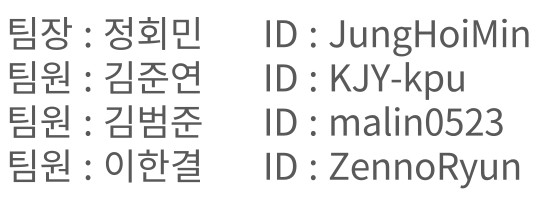 팀장 : 정회민 ID : JungHoiMin
팀원 : 김준연 ID : KJY-kpu
팀원 : 김범준 ID : malin0523
팀원 : 이한결 ID : ZennoRyun